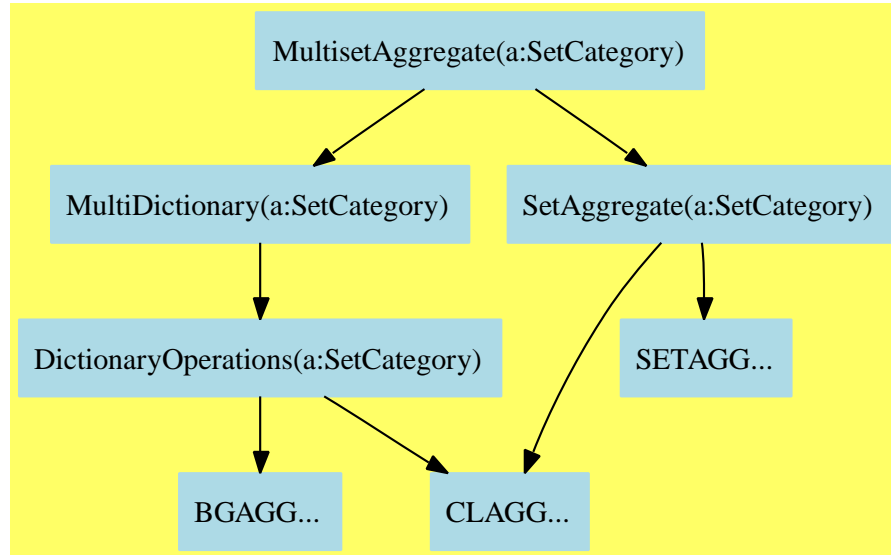 MultisetAggregate(a:SetCategory)
MultiDictionary(a:SetCategory)
SetAggregate(a:SetCategory)
DictionaryOperations(a:SetCategory)
SETAGG...
BGAGG...
CLAGG...